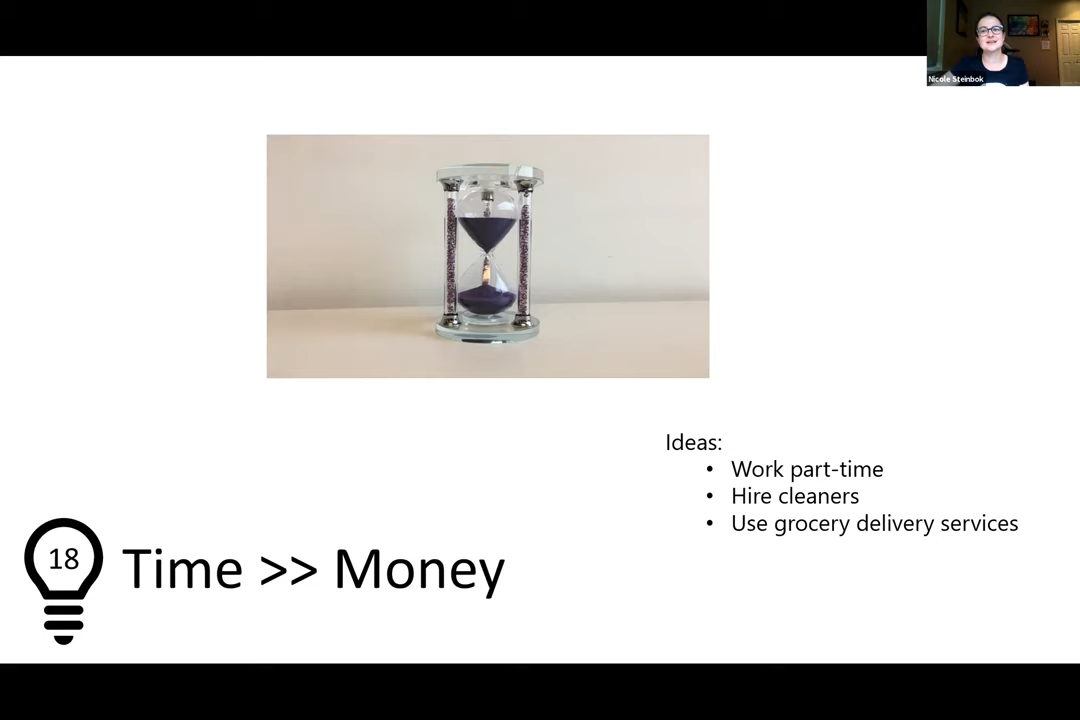 Nicole Steinbok
Ideas:
• Work part-time
• Hire cleaners
• Use grocery delivery services
18
Time >> Money